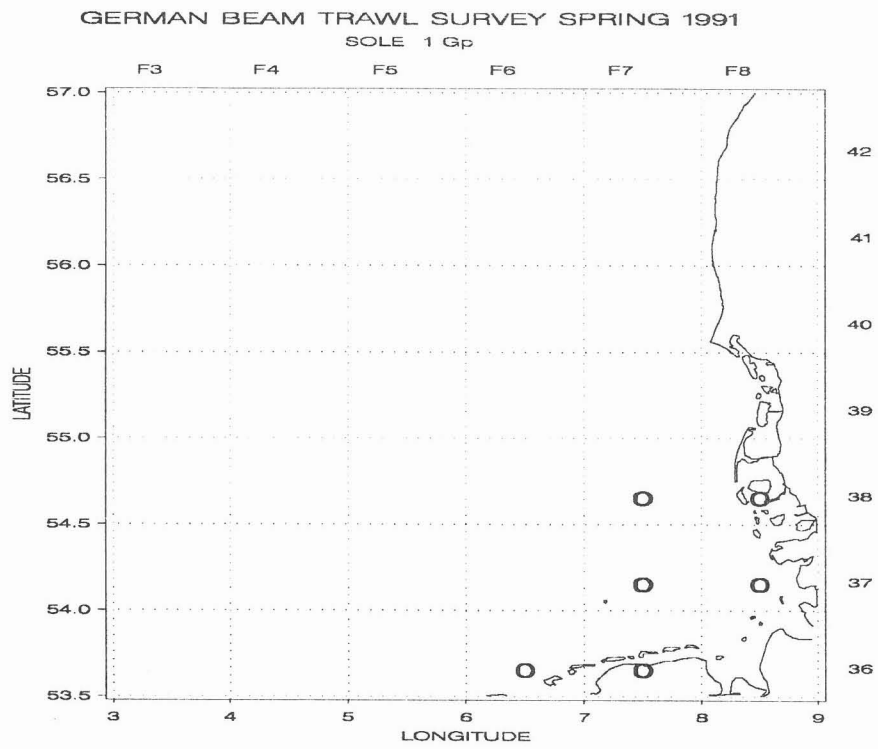 GERMAN BEAM TRAWL SURVEY SPRING 1991
SOLE 1 Gp
F3 F4 F5 F6 F7 F8
57.0
42
56.5
41
56.0
40
55.5
LATITUDE
39
55.0
O O 38
54.5
O O 37
54.0
O O 36
53.5
3 4 5 6 7 8 9
LONGITUDE